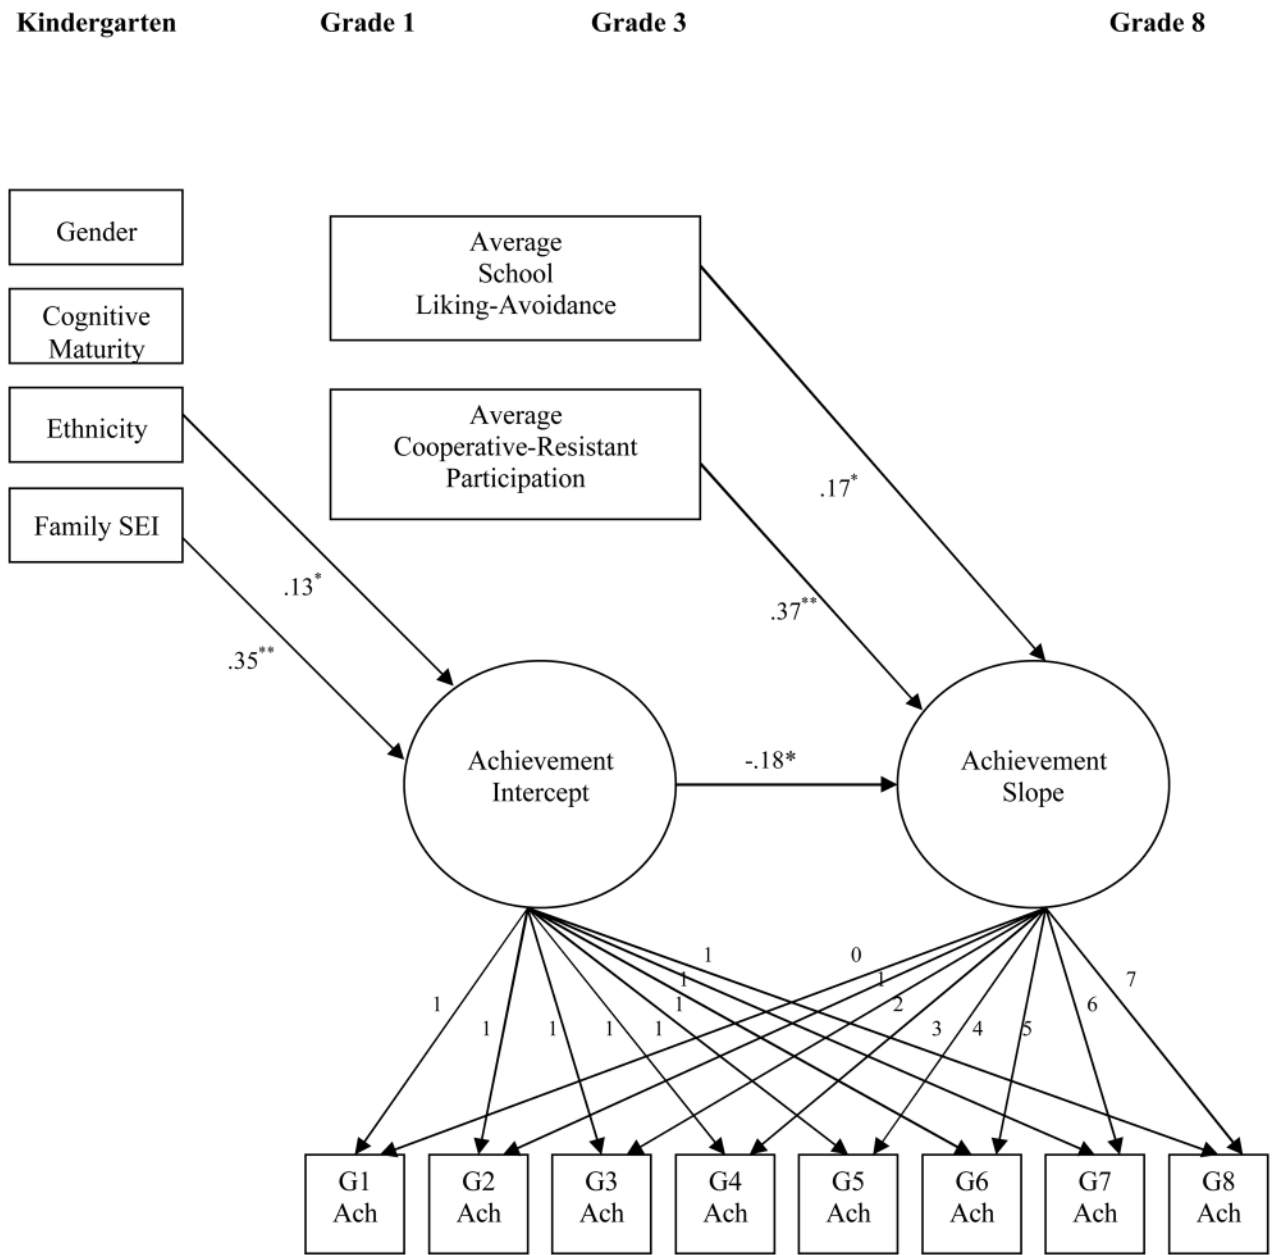 Kindergarten Grade 1 Grade 3 Grade 8
Gender
Cognitive
Maturity
Ethnicity
Family SEI
Average
School
Liking-Avoidance
Average
Cooperative-Resistant
Participation
.17*
.37**
.13*
.35**
Achievement
Intercept
-.18*
Achievement
Slope
1 0
1 1 7
1 1 2 6
1 1 1 1 3 4 5
G1
Ach
G2
Ach
G3
Ach
G4
Ach
G5
Ach
G6
Ach
G7
Ach
G8
Ach